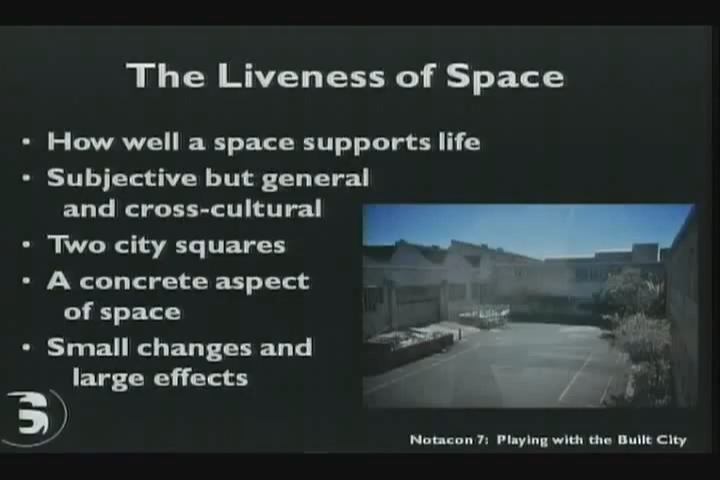 The Liveness of Space
• How well a space supports life
• Subjective but general
and cross-cultural
• Two city squares
• A concrete aspect
of space
• Small changes and
large effects
Notacon 7: Playing with the Built City